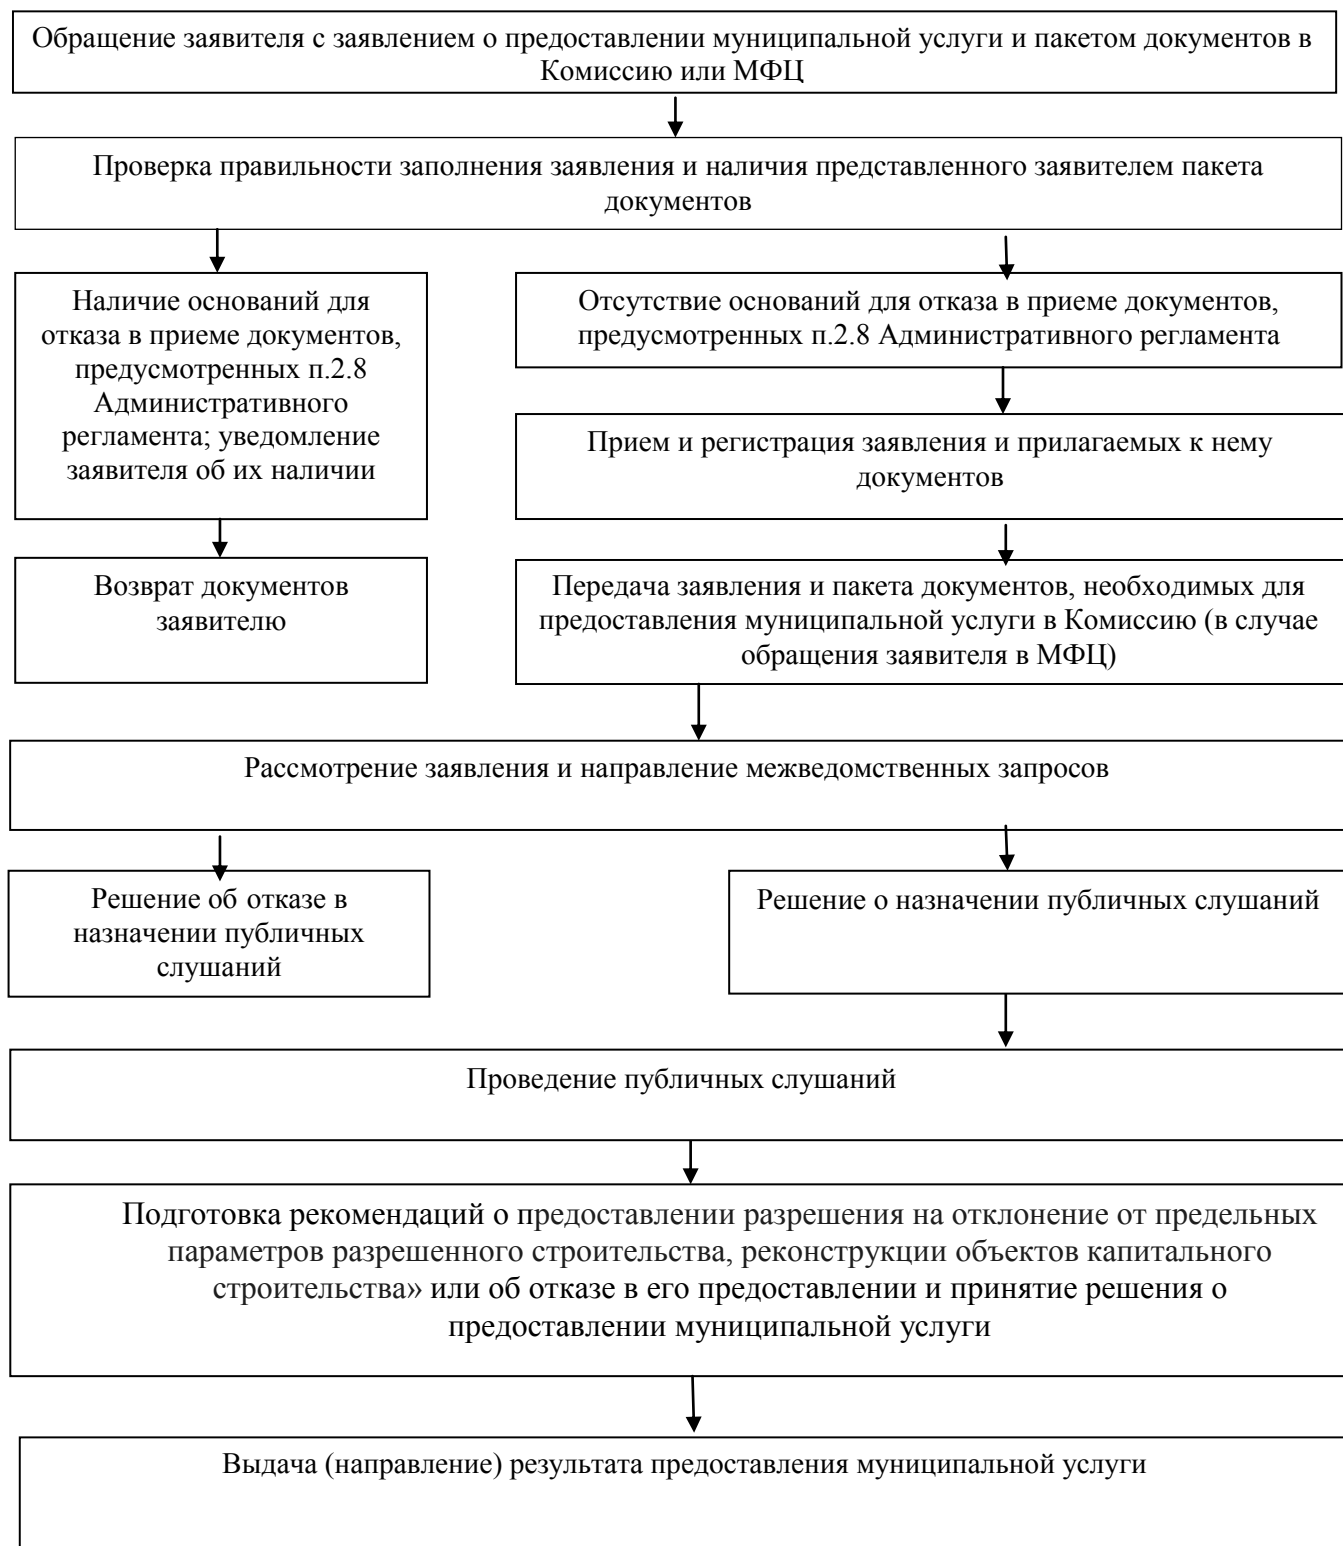 Обращение заявителя с заявлением о предоставлении муниципальной услуги и пакетом документов в
Комиссию или МФЦ
Проверка правильности заполнения заявления и наличия представленного заявителем пакета
документов
Наличие оснований для
отказа в приеме документов,
предусмотренных п.2.8
Административного
регламента; уведомление
заявителя об их наличии
Отсутствие оснований для отказа в приеме документов,
предусмотренных п.2.8 Административного регламента
Прием и регистрация заявления и прилагаемых к нему
документов
Возврат документов
заявителю
Передача заявления и пакета документов, необходимых для
предоставления муниципальной услуги в Комиссию (в случае
обращения заявителя в МФЦ)
Рассмотрение заявления и направление межведомственных запросов
Решение об отказе в
назначении публичных
слушаний
Решение о назначении публичных слушаний
Проведение публичных слушаний
Подготовка рекомендаций о предоставлении разрешения на отклонение от предельных
параметров разрешенного строительства, реконструкции объектов капитального
строительства» или об отказе в его предоставлении и принятие решения о
предоставлении муниципальной услуги
Выдача (направление) результата предоставления муниципальной услуги